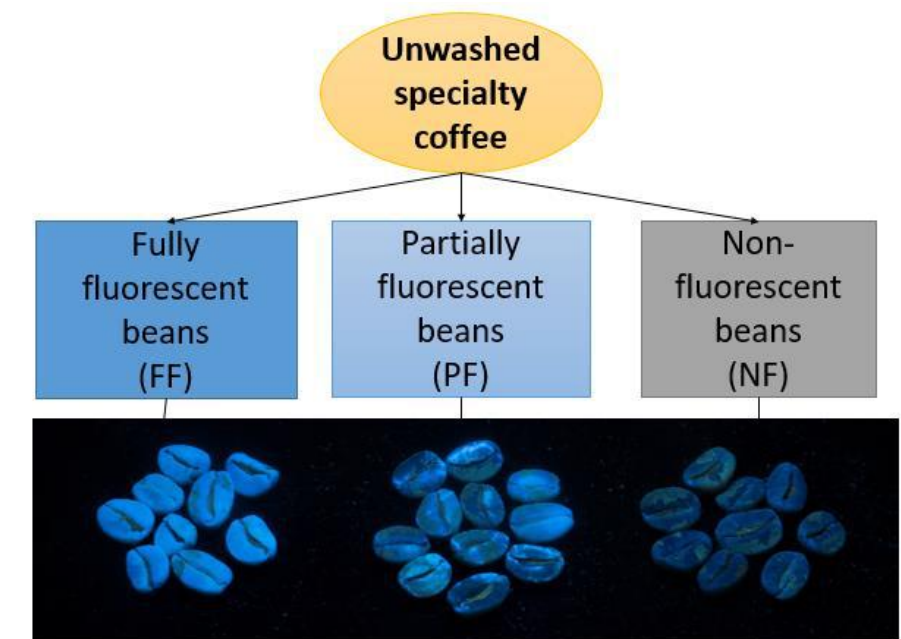 Unwashed
specialty
coffee
Fully
fluorescent
beans
(FF)
Partially
fluorescent
beans
(PF)
Non-
fluorescent
beans
(NF)